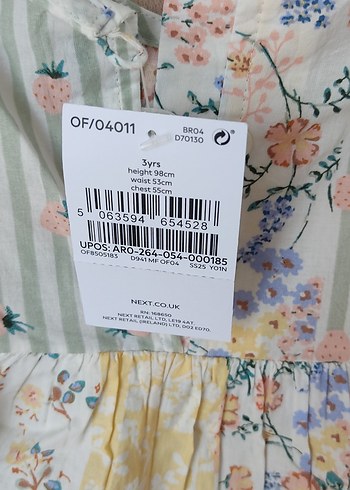 OF/04011
BR04
D70130
3yrs
height 98cm
waist 53cm
chest 55cm
5 063594 654528
UPOS: AR0-264-054-000185
OF8505183 D941 MF OF04 SS25 Y01N
NEXT.CO.UK
RN: 168650
NEXT RETAIL LTD, LE19 4AT
NEXT RETAIL (IRELAND) LTD, D02 ED70.